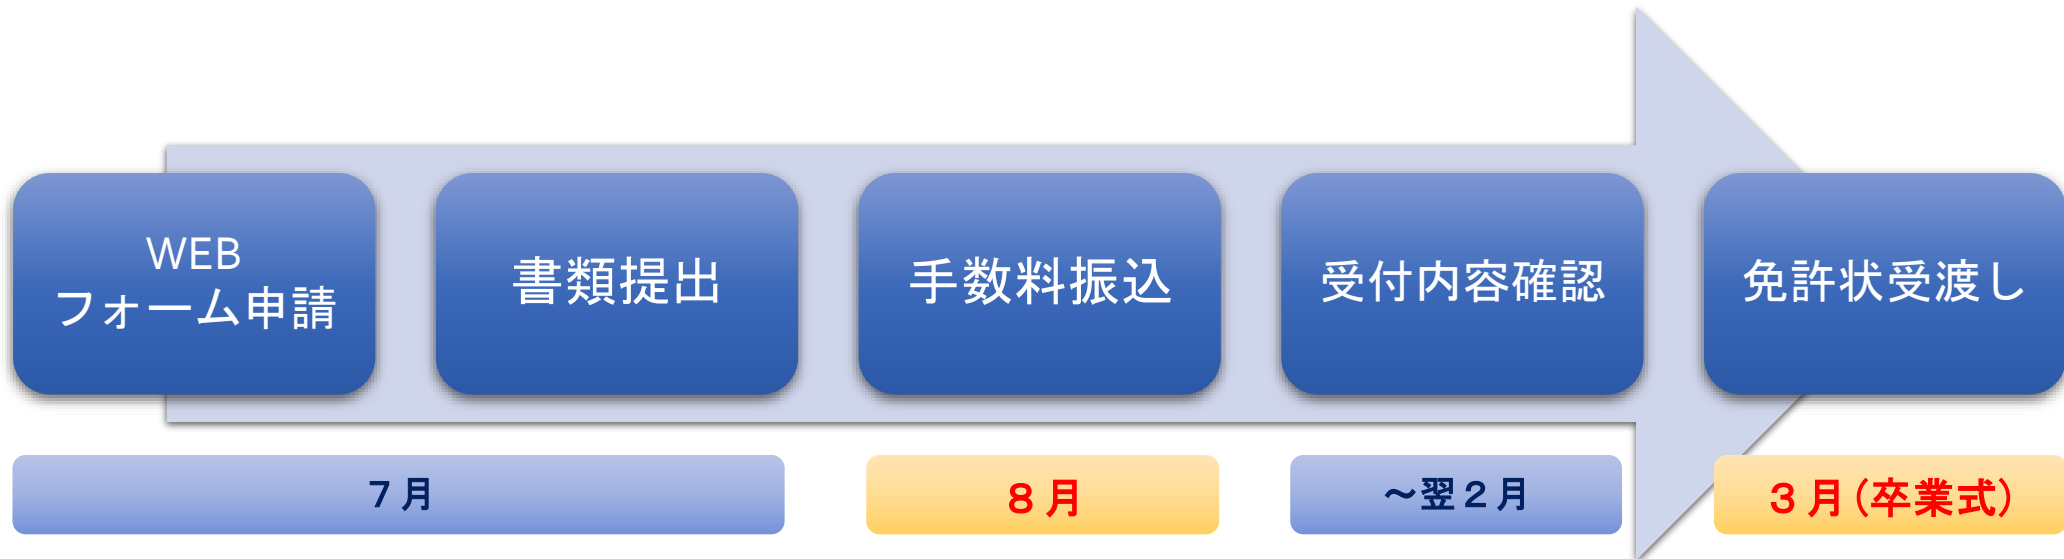 WEB
フォーム申請
書類提出
手数料振込
受付内容確認
免許状受渡し
７月
８月
～翌２月
３月（卒業式）